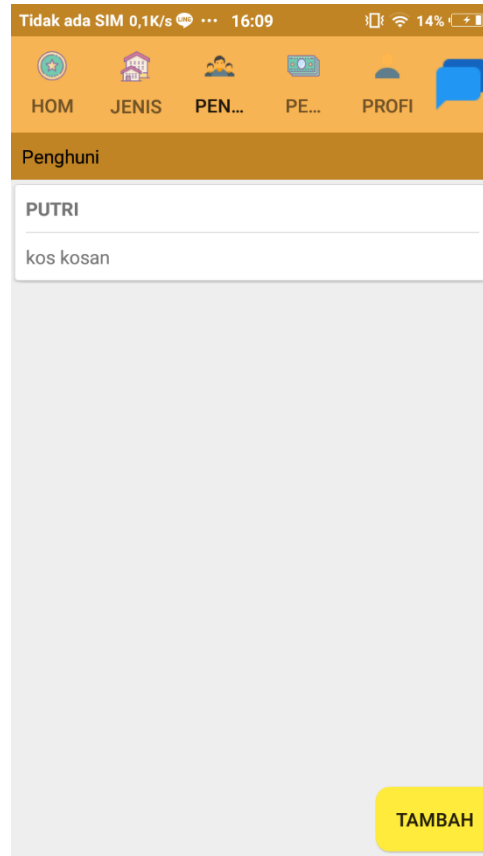 Tidak ada SIM 0,1K/s ... 16:09 14%
HOM JENIS PEN... PE... PROFI
Penghuni
PUTRI
kos kosan
TAMBAH